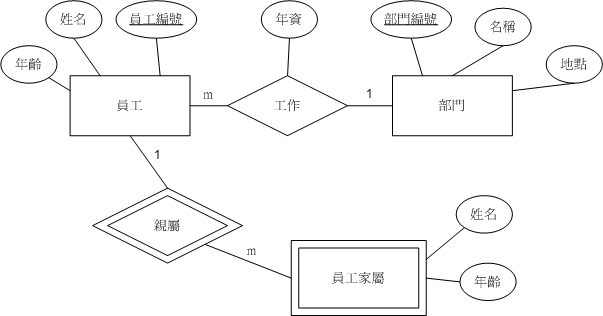 姓名
員工編號
年資
部門編號
名稱
年齡
地點
員工
m
工作
1
部門
1
親屬
姓名
m
員工家屬
年齡